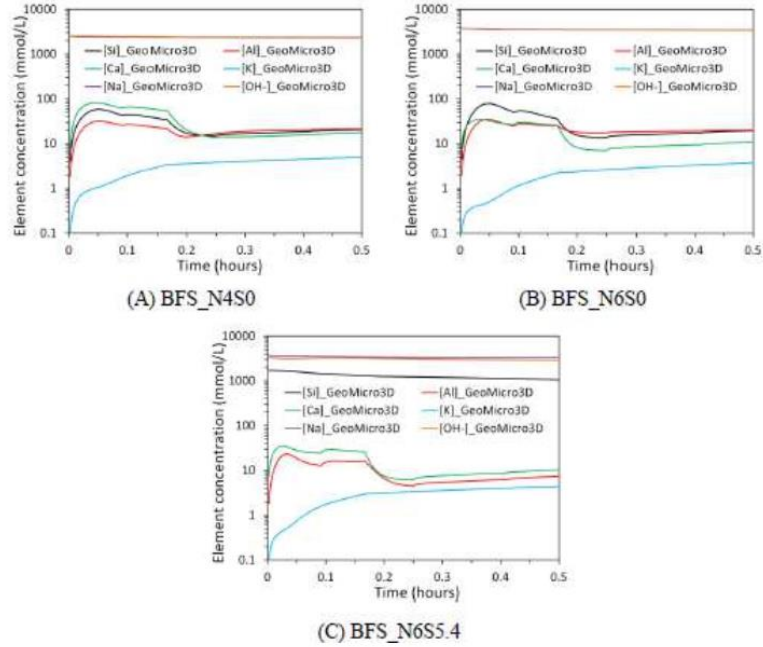 Element concentration (mmol/L)
10000
1000
100
10
1
0.1
[Si]_GeoMicro3D [Al]_GeoMicro3D
[Ca]_GeoMicro3D [K]_GeoMicro3D
[Na]_GeoMicro3D [OH-]_GeoMicro3D
0 0.1 0.2 0.3 0.4 0.5
Time (hours)
(A) BFS_N4S0
Element concentration (mmol/L)
10000
1000
100
10
1
0.1
[Si]_GeoMicro3D [Al]_GeoMicro3D
[Ca]_GeoMicro3D [K]_GeoMicro3D
[Na]_GeoMicro3D [OH-]_GeoMicro3D
0 0.1 0.2 0.3 0.4 0.5
Time (hours)
(B) BFS_N6S0
Element concentration (mmol/L)
10000
1000
100
10
1
0.1
[Si]_GeoMicro3D [Al]_GeoMicro3D
[Ca]_GeoMicro3D [K]_GeoMicro3D
[Na]_GeoMicro3D [OH-]_GeoMicro3D
0 0.1 0.2 0.3 0.4 0.5
Time (hours)
(C) BFS_N6S5.4